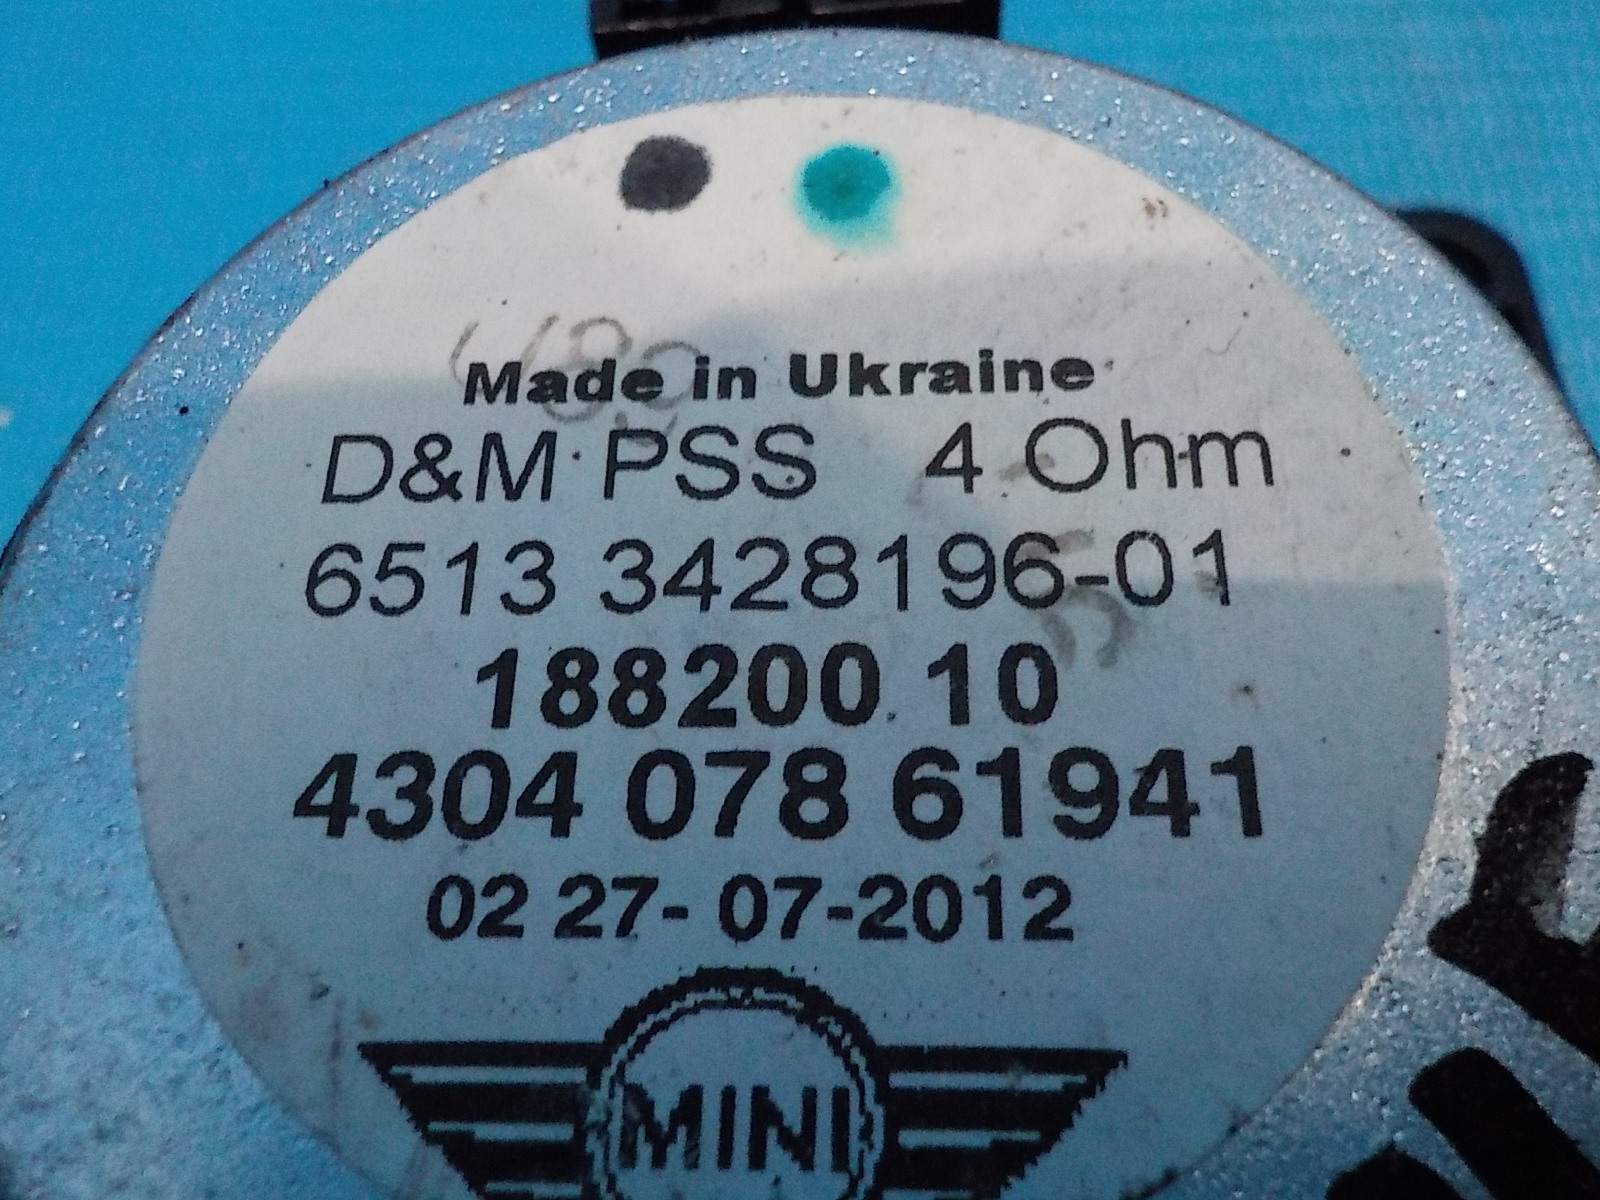 Made in Ukraine
D&M PSS 4 Ohm
6513 3428196-01
188200 10
4304 078 61941
02 27- 07-2012
MINI